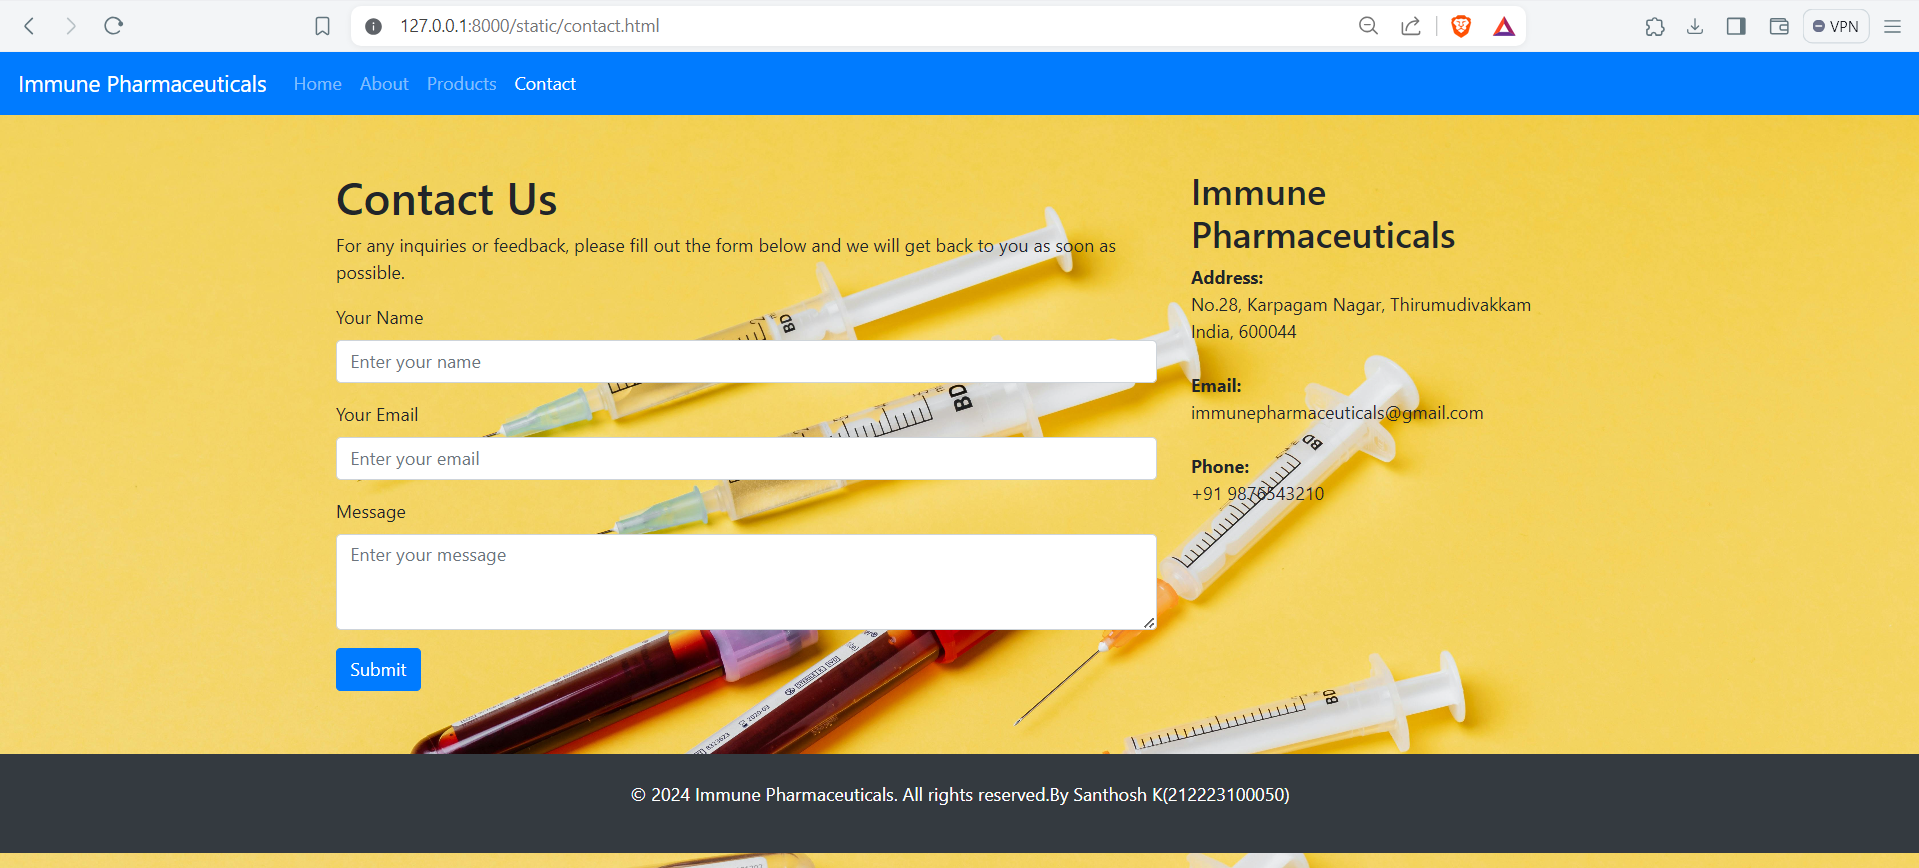 127.0.0.1:8000/static/contact.html
VPN
Immune Pharmaceuticals
Home
About
Products
Contact
Contact Us
For any inquiries or feedback, please fill out the form below and we will get back to you as soon as
possible.
Your Name
Enter your name
Your Email
Enter your email
Message
Enter your message
Submit
Immune
Pharmaceuticals
Address:
No.28, Karpagam Nagar, Thirumudivakkam
India, 600044
Email:
immunepharmaceuticals@gmail.com
Phone:
+91 9876543210
BD
BD
BD
BD
2020-03
8323623
© 2024 Immune Pharmaceuticals. All rights reserved.By Santhosh K(212223100050)